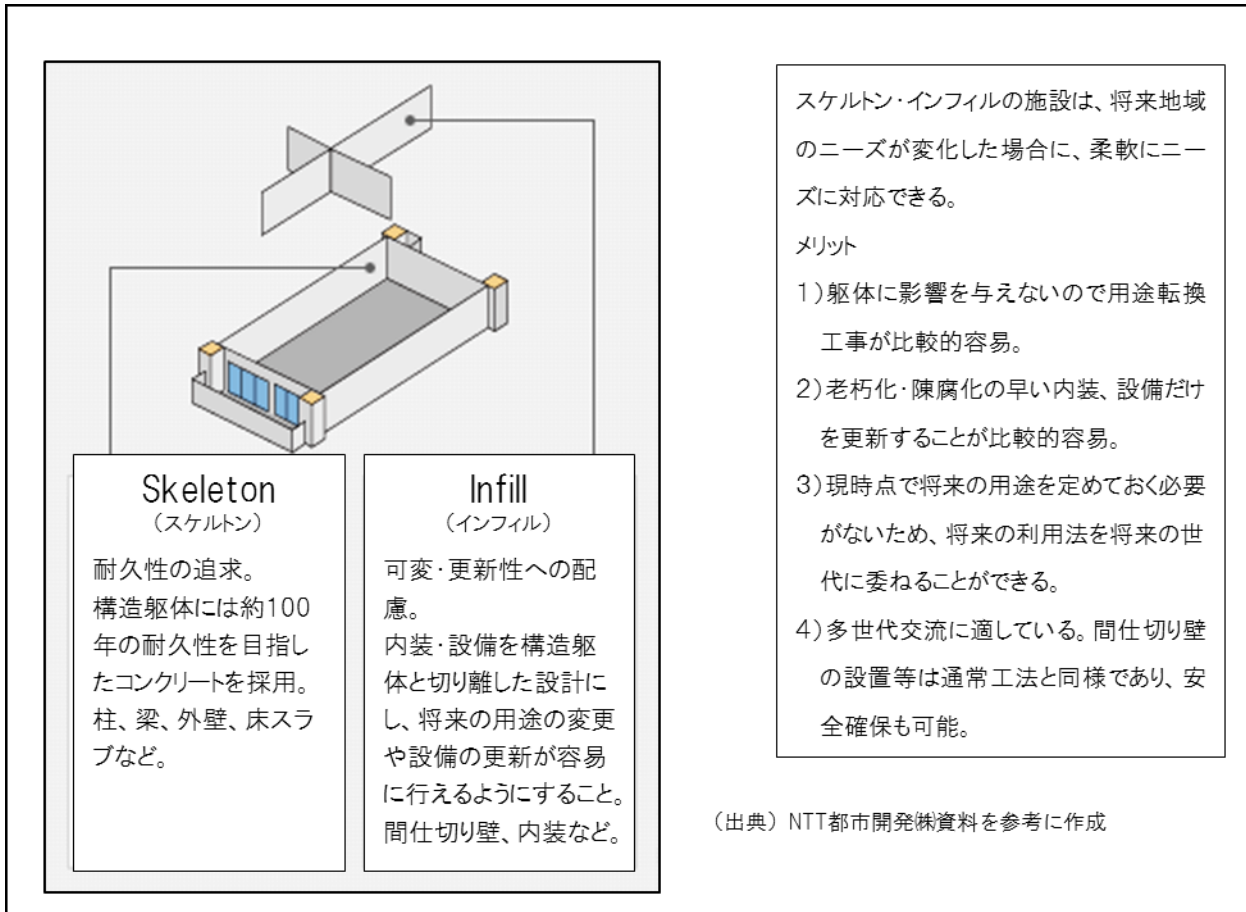 Skeleton
（スケルトン）
耐久性の追求。
構造躯体には約100
年の耐久性を目指し
たコンクリートを採用。
柱、梁、外壁、床スラ
ブなど。
Infill
（インフィル）
可変・更新性への配
慮。
内装・設備を構造躯
体と切り離した設計に
し、将来の用途の変更
や設備の更新が容易
に行えるようにすること。
間仕切り壁、内装など。
スケルトン・インフィルの施設は、将来地域
のニーズが変化した場合に、柔軟にニー
ズに対応できる。
メリット
1）躯体に影響を与えないので用途転換
工事が比較的容易。
2）老朽化・陳腐化の早い内装、設備だけ
を更新することが比較的容易。
3）現時点で将来の用途を定めておく必要
がないため、将来の利用法を将来の世
代に委ねることができる。
4）多世代交流に適している。間仕切り壁
の設置等は通常工法と同様であり、安
全確保も可能。
（出典）NTT都市開発㈱資料を参考に作成